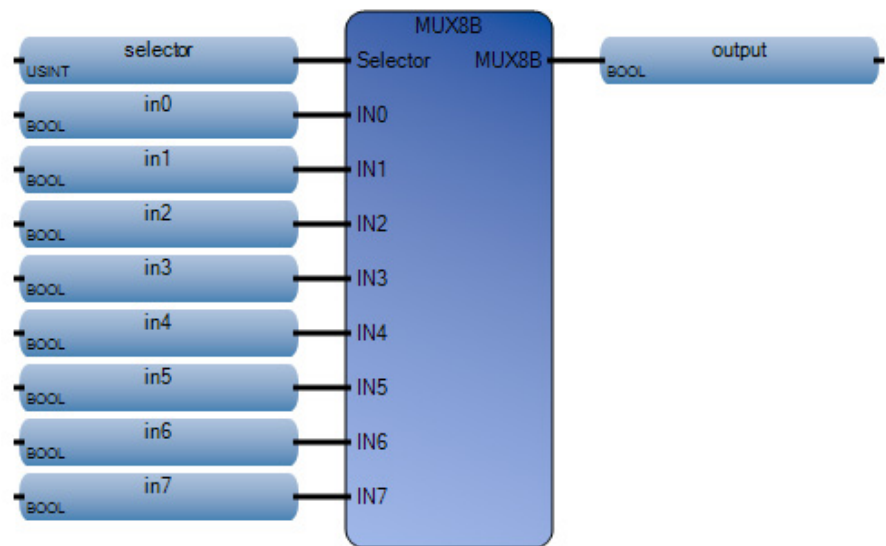 MUX8B
selector
USINT
Selector
MUX8B
output
BOOL
in0
BOOL
IN0
in1
BOOL
IN1
in2
BOOL
IN2
in3
BOOL
IN3
in4
BOOL
IN4
in5
BOOL
IN5
in6
BOOL
IN6
in7
BOOL
IN7